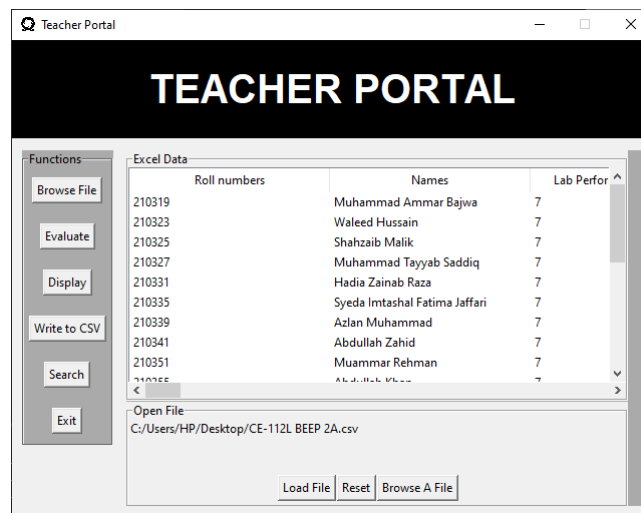 Teacher Portal
TEACHER PORTAL
Functions
Browse File
Evaluate
Display
Write to CSV
Search
Exit
Excel Data
Roll numbers Names Lab Perfor
210319 Muhammad Ammar Bajwa 7
210323 Waleed Hussain 7
210325 Shahzaib Malik 7
210327 Muhammad Tayyab Saddiq 7
210331 Hadia Zainab Raza 7
210335 Syeda Imtashal Fatima Jaffari 7
210339 Azlan Muhammad 7
210341 Abdullah Zahid 7
210351 Muammar Rehman 7
210355 Abdullah Khan 7
Open File
C:/Users/HP/Desktop/CE-112L BEEP 2A.csv
Load File Reset Browse A File